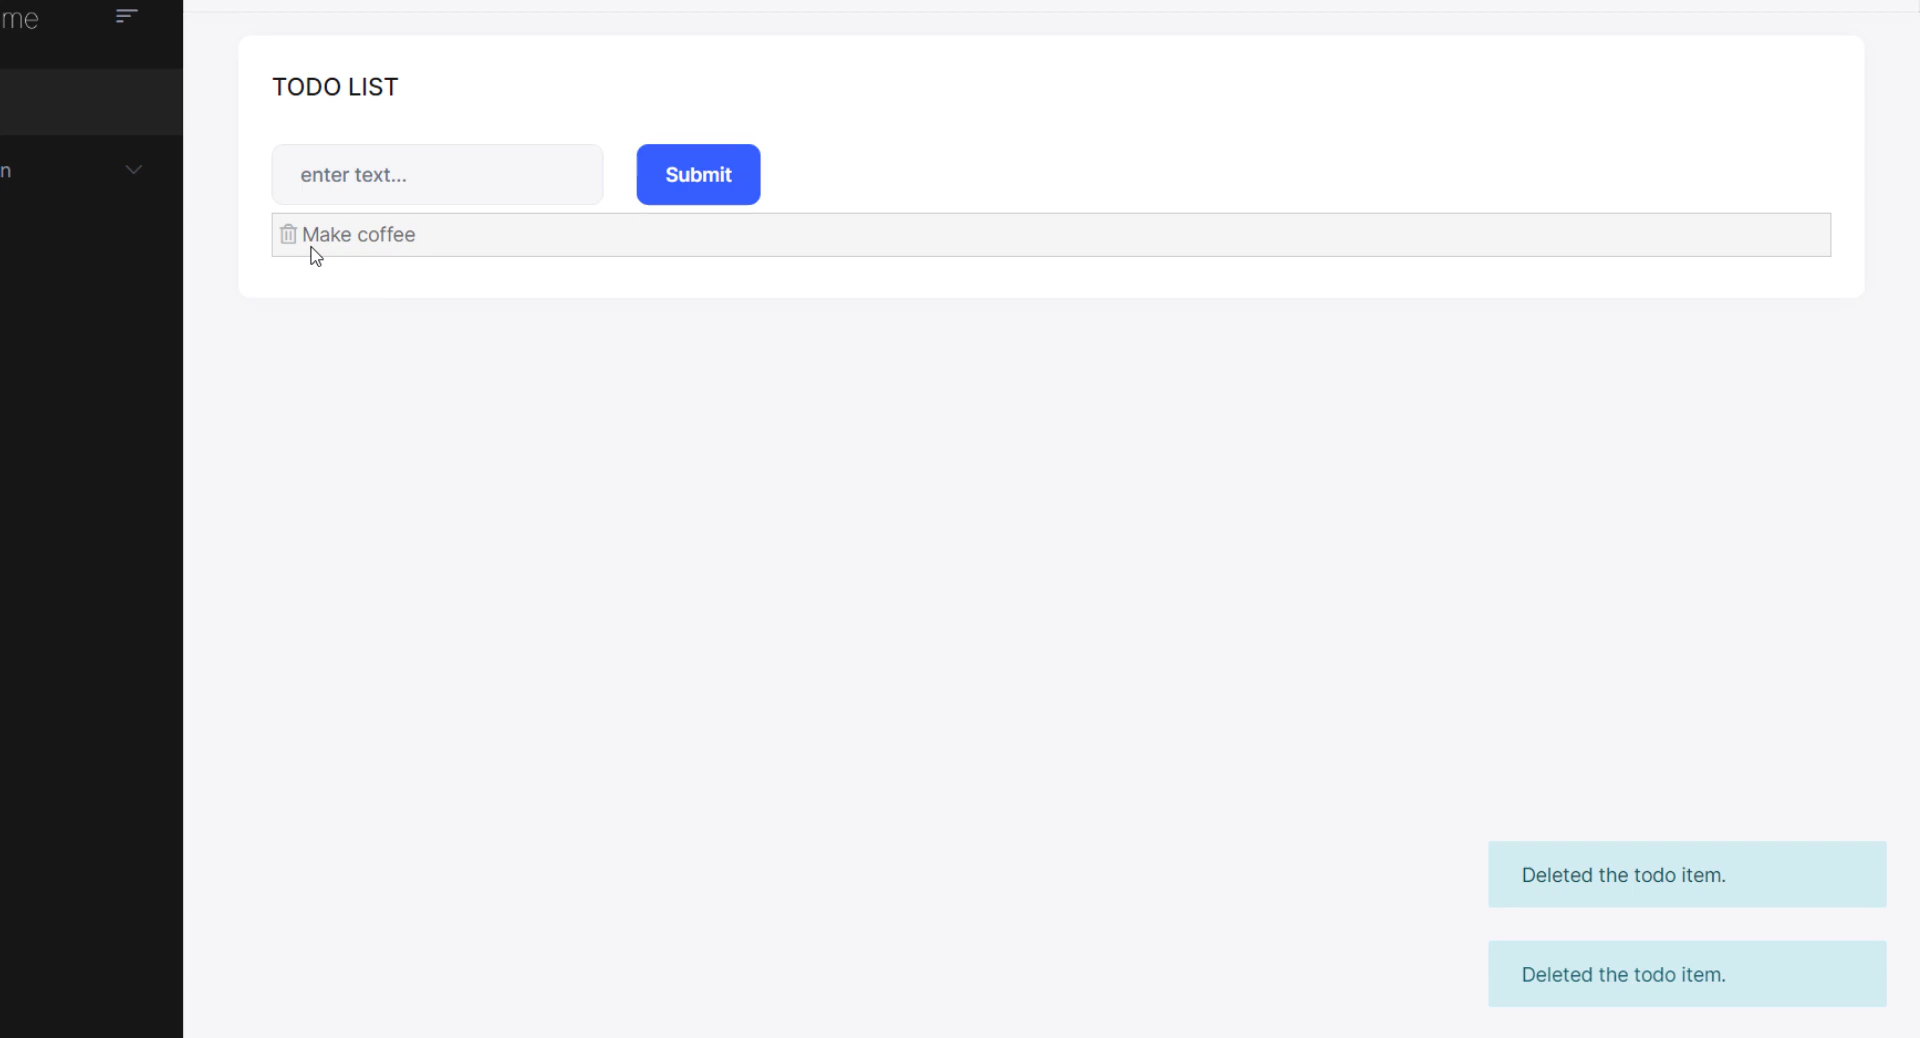 me
TODO LIST
n
enter text...
Submit
Make coffee
Deleted the todo item.
Deleted the todo item.